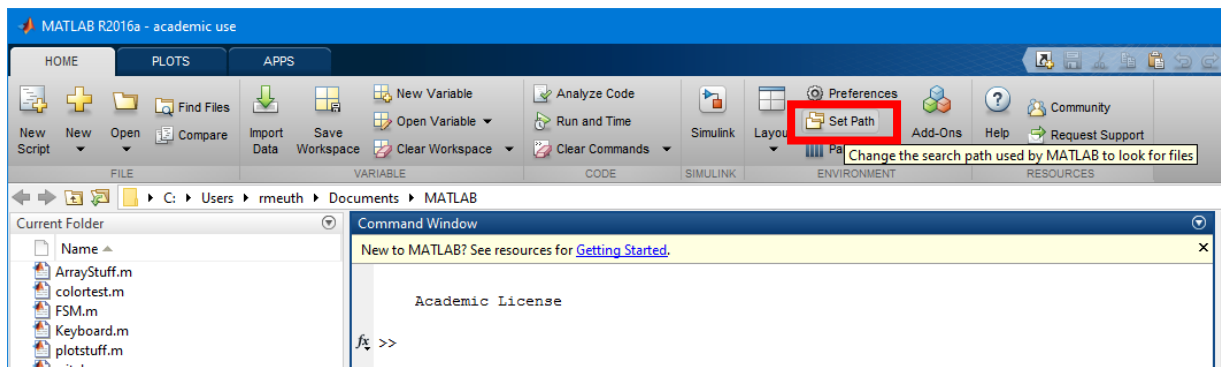 MATLAB R2016a - academic use
HOME PLOTS APPS
New Script
New
Open
Find Files
Compare
FILE
Import Data
Save Workspace
New Variable
Open Variable
Clear Workspace
VARIABLE
Analyze Code
Run and Time
Clear Commands
CODE
Simulink
SIMULINK
Layou
Preferences
Set Path
Pa
Add-Ons
ENVIRONMENT
Help
Community
Request Support
RESOURCES
Change the search path used by MATLAB to look for files
C: Users rmeuth Documents MATLAB
Current Folder
Name
ArrayStuff.m
colortest.m
FSM.m
Keyboard.m
plotstuff.m
Command Window
New to MATLAB? See resources for Getting Started.
Academic License
fx >>